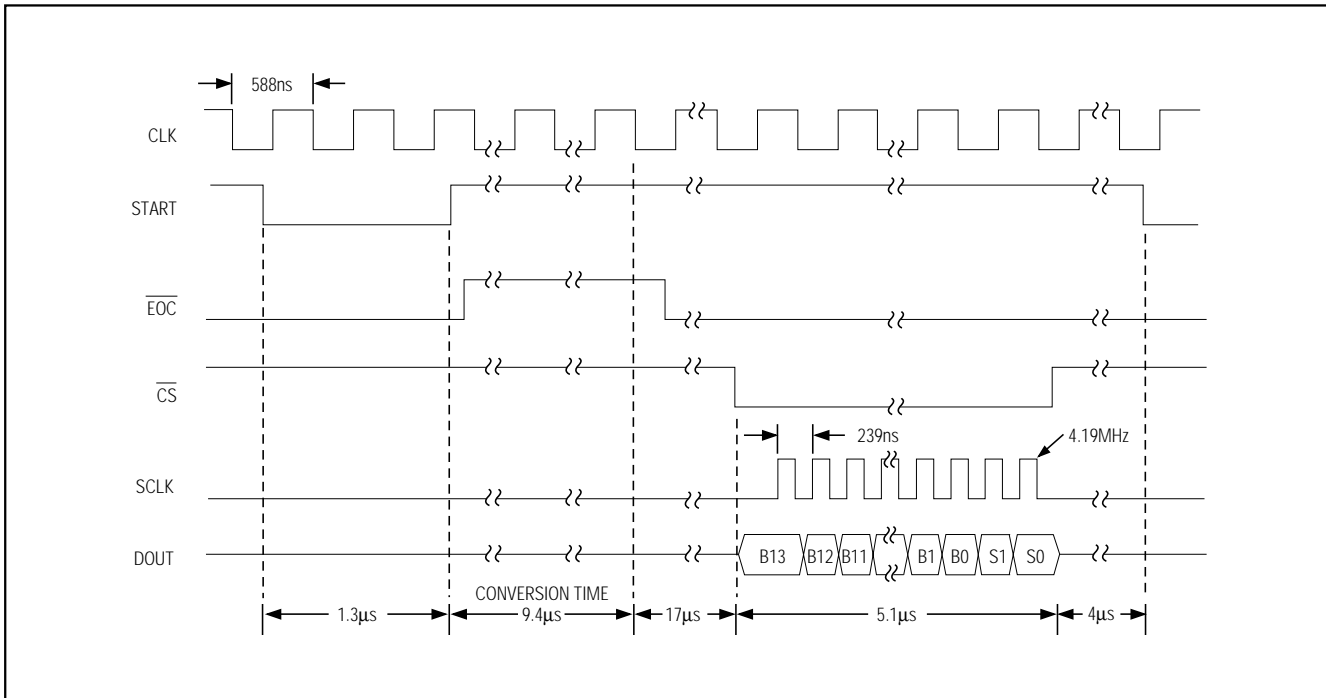 588ns
CLK
START
EOC
CS
239ns
4.19MHz
SCLK
DOUT
B13 B12 B11 B1 B0 S1 S0
CONVERSION TIME
1.3μs 9.4μs 17μs 5.1μs 4μs